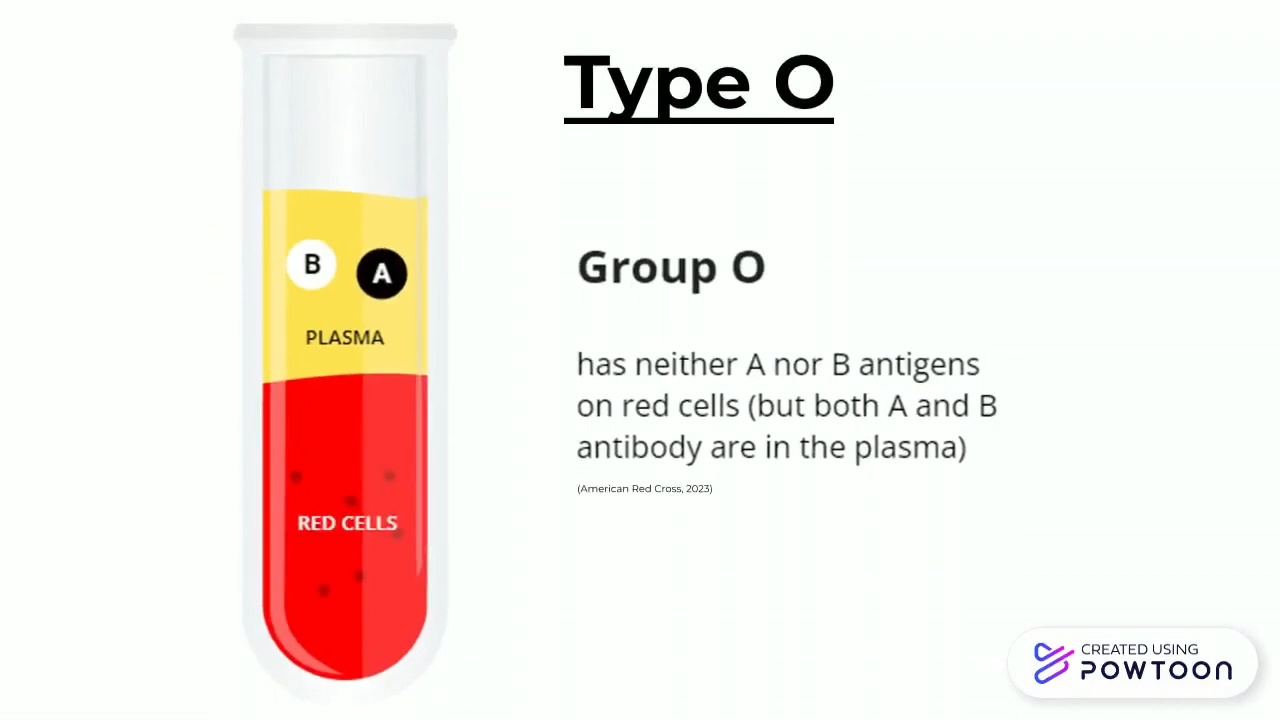 Type O
B
A
PLASMA
RED CELLS
Group O
has neither A nor B antigens
on red cells (but both A and B
antibody are in the plasma)
(American Red Cross, 2023)
CREATED USING
POWTOON